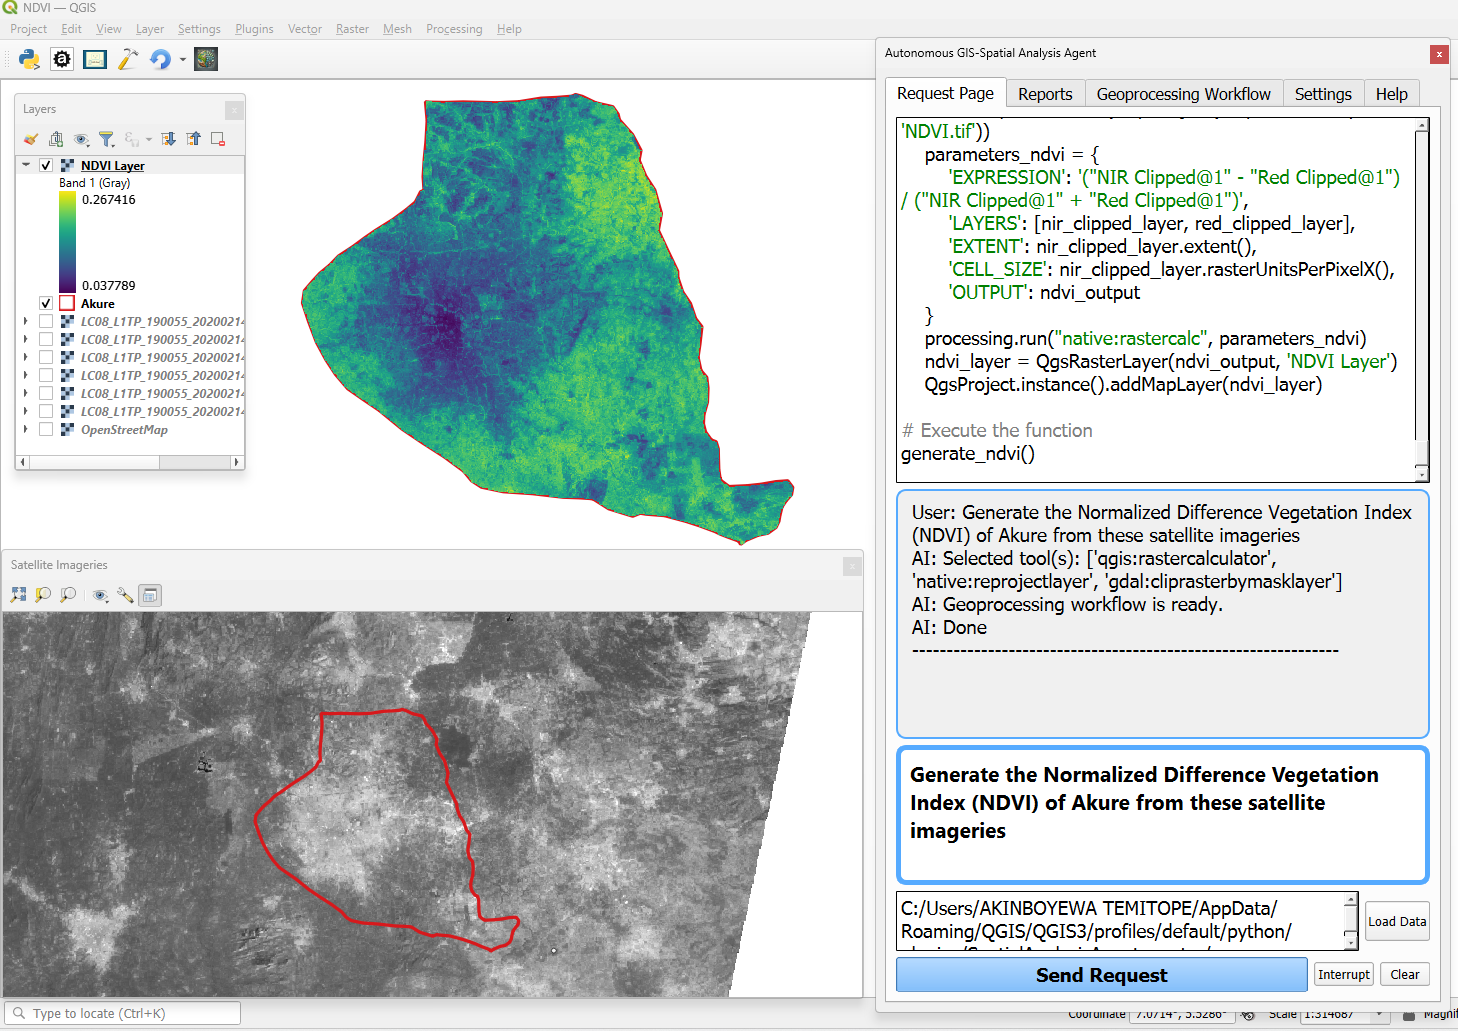 NDVI — QGIS
Project Edit View Layer Settings Plugins Vector Raster Mesh Processing Help
Layers
NDVI Layer
Band 1 (Gray)
0.267416
0.037789
Akure
LC08_L1TP_190055_20200214
LC08_L1TP_190055_20200214
LC08_L1TP_190055_20200214
LC08_L1TP_190055_20200214
LC08_L1TP_190055_20200214
LC08_L1TP_190055_20200214
OpenStreetMap
Satellite Imageries
Type to locate (Ctrl+K)
Autonomous GIS-Spatial Analysis Agent
Request Page Reports Geoprocessing Workflow Settings Help
'NDVI.tif'))
parameters_ndvi = {
'EXPRESSION': '("NIR Clipped@1" - "Red Clipped@1")
/ ("NIR Clipped@1" + "Red Clipped@1")',
'LAYERS': [nir_clipped_layer, red_clipped_layer],
'EXTENT': nir_clipped_layer.extent(),
'CELL_SIZE': nir_clipped_layer.rasterUnitsPerPixelX(),
'OUTPUT': ndvi_output
}
processing.run("native:rastercalc", parameters_ndvi)
ndvi_layer = QgsRasterLayer(ndvi_output, 'NDVI Layer')
QgsProject.instance().addMapLayer(ndvi_layer)
# Execute the function
generate_ndvi()
User: Generate the Normalized Difference Vegetation Index
(NDVI) of Akure from these satellite imageries
AI: Selected tool(s): ['qgis:rastercalculator',
'native:reprojectlayer', 'gdal:cliprasterbymasklayer']
AI: Geoprocessing workflow is ready.
AI: Done
--------------------------------------------------------------
Generate the Normalized Difference Vegetation
Index (NDVI) of Akure from these satellite
imageries
C:/Users/AKINBOYEWA TEMITOPE/AppData/
Roaming/QGIS/QGIS3/profiles/default/python/
Load Data
Send Request Interrupt Clear
Coordinate 7.0714°, 5.5286° Scale 1:314687 Magnif